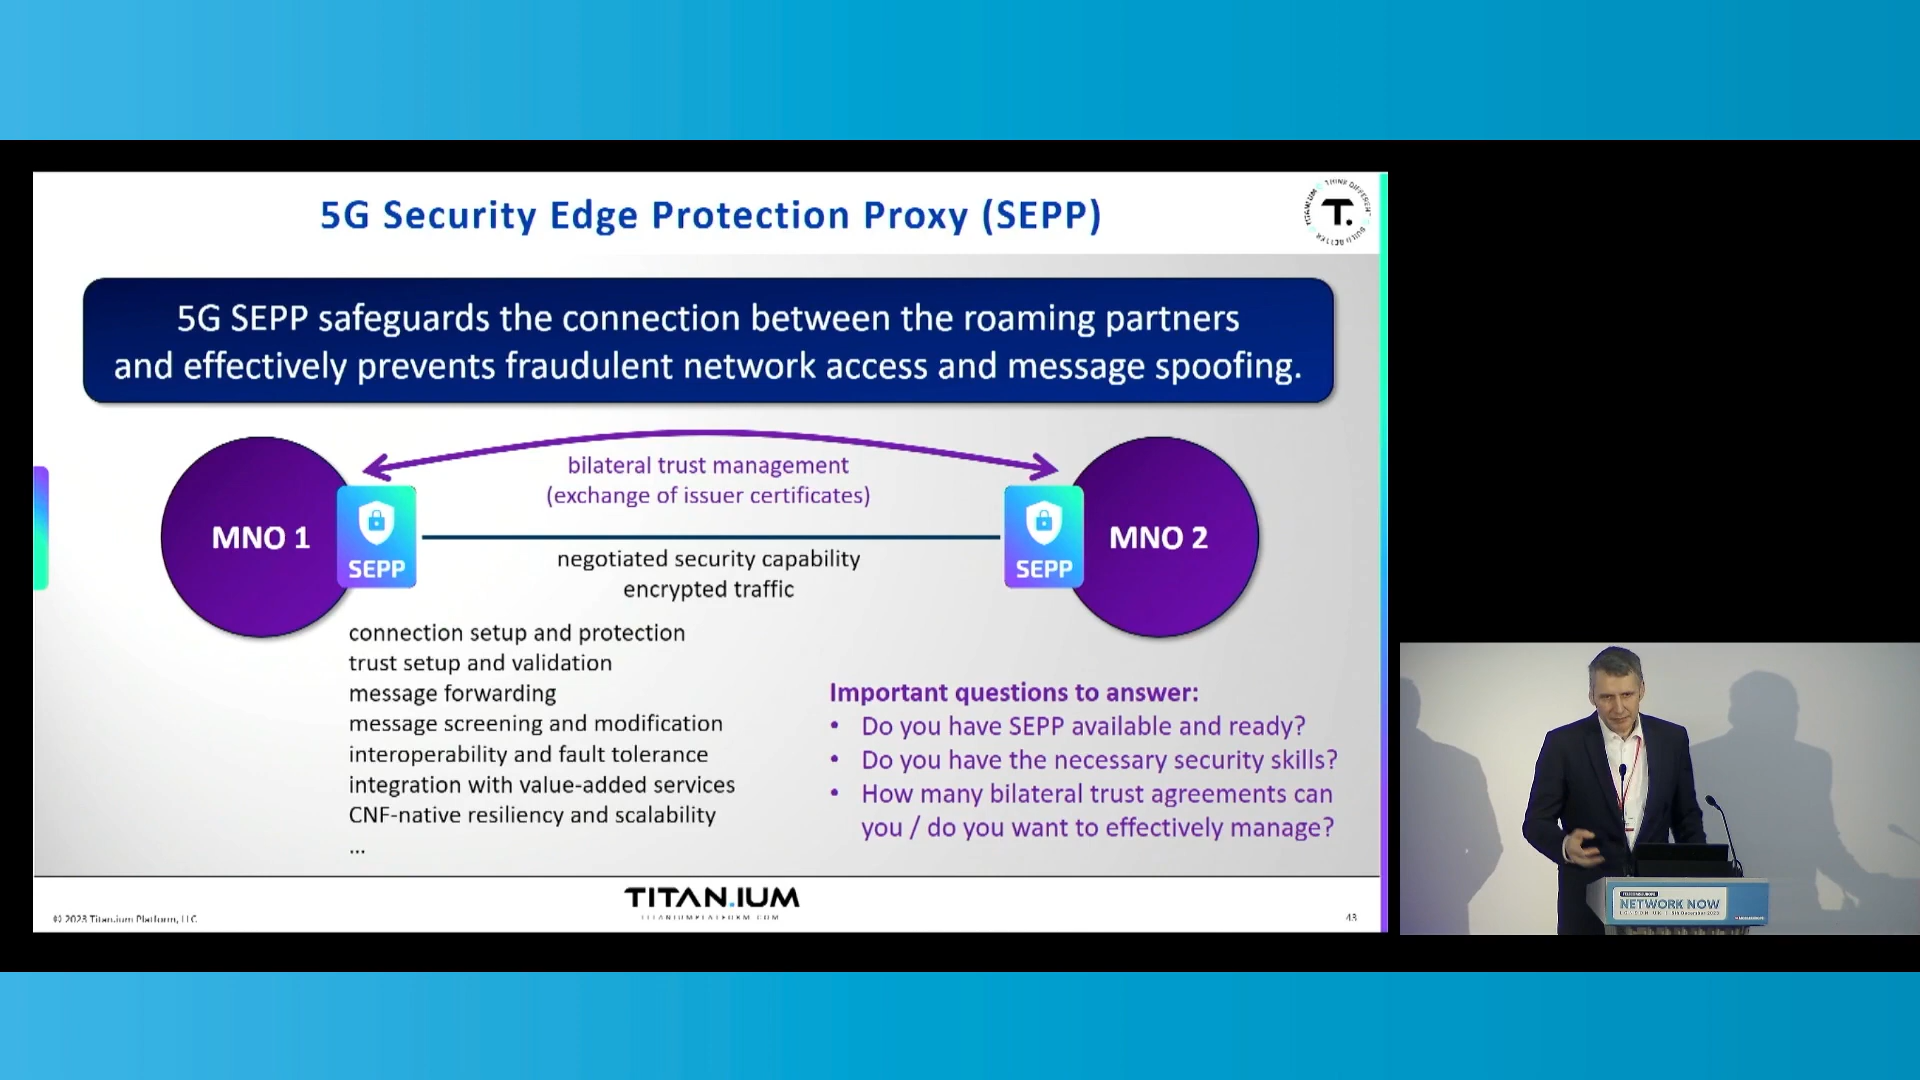 5G Security Edge Protection Proxy (SEPP)
T.
5G SEPP safeguards the connection between the roaming partners
and effectively prevents fraudulent network access and message spoofing.
bilateral trust management
(exchange of issuer certificates)
MNO 1
SEPP
negotiated security capability
encrypted traffic
SEPP
MNO 2
connection setup and protection
trust setup and validation
message forwarding
message screening and modification
interoperability and fault tolerance
integration with value-added services
CNF-native resiliency and scalability
...
Important questions to answer:
• Do you have SEPP available and ready?
• Do you have the necessary security skills?
• How many bilateral trust agreements can
you / do you want to effectively manage?
TITAN.IUM
TITANIUMPLATFORM.COM
© 2023 Titan.ium Platform, LLC
43
NETWORK NOW